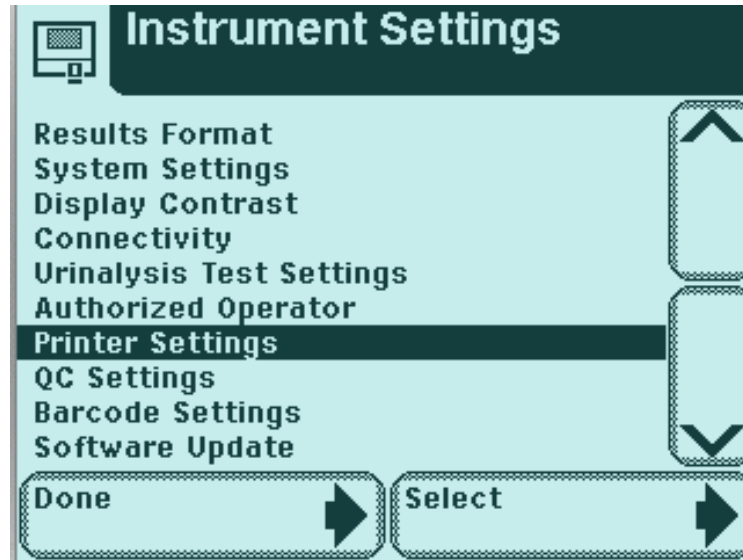 Instrument Settings
Results Format
System Settings
Display Contrast
Connectivity
Urinalysis Test Settings
Authorized Operator
Printer Settings
QC Settings
Barcode Settings
Software Update
Done
Select